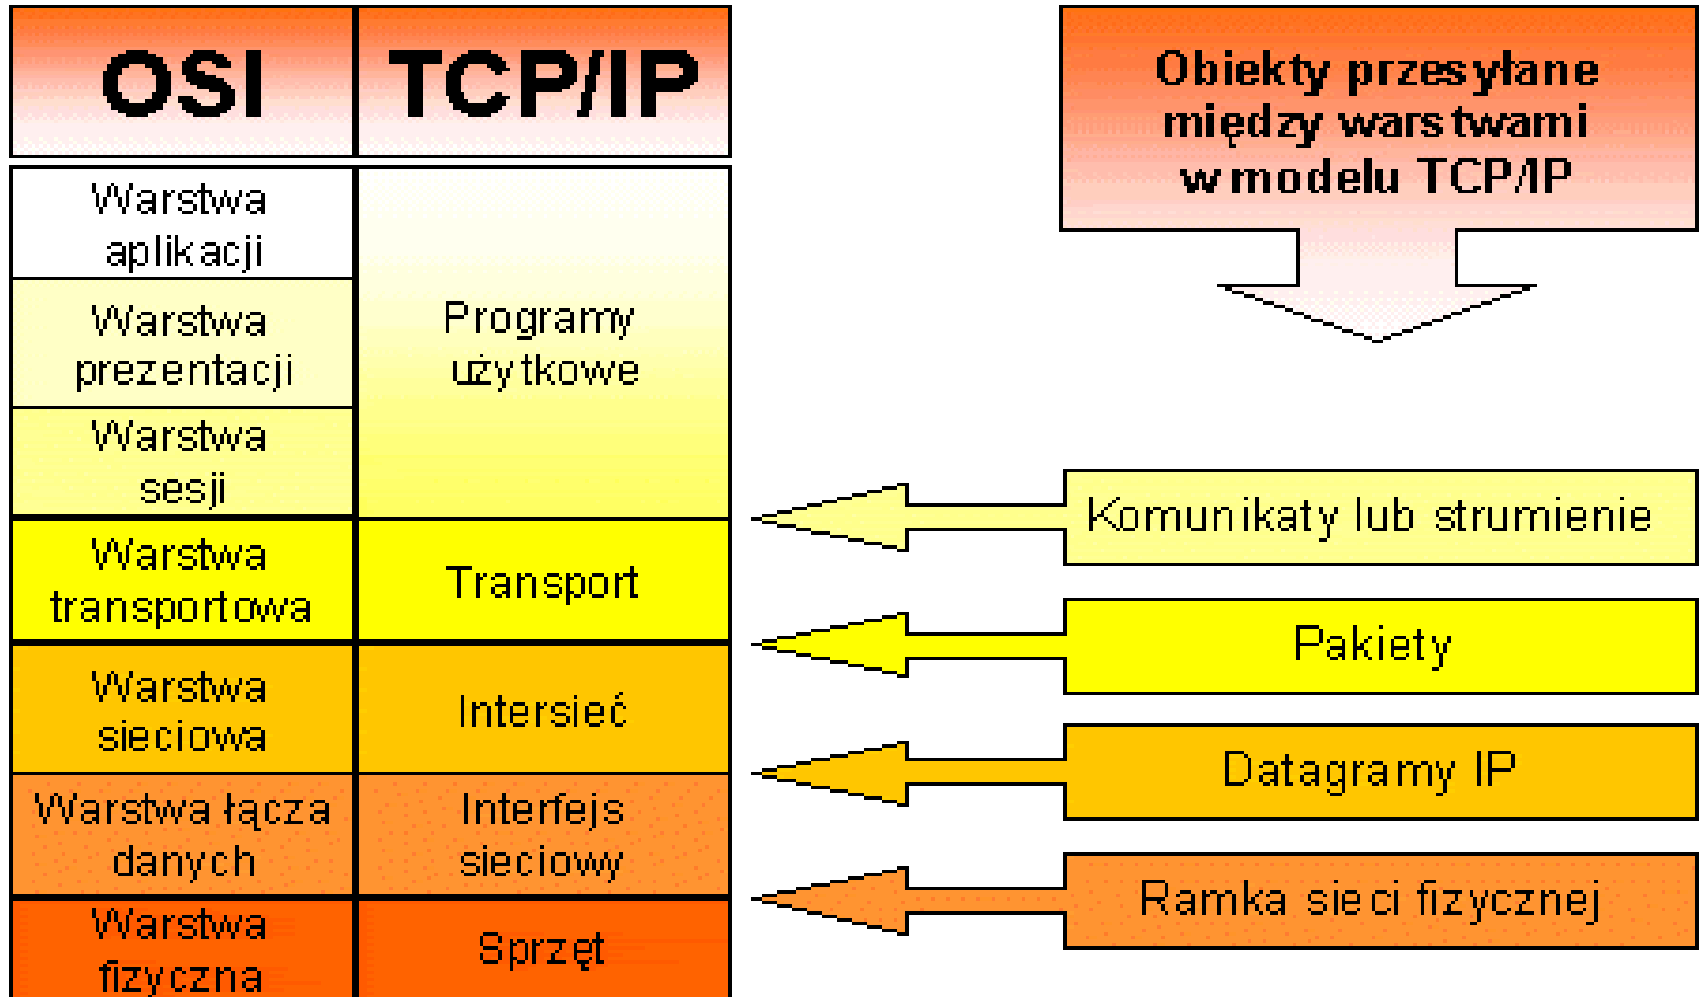 OSI
TCP/IP
Warstwa
aplikacji
Warstwa
prezentacji
Warstwa
sesji
Programy
użytkowe
Warstwa
transportowa
Transport
Warstwa
sieciowa
Intersieć
Warstwa łącza
danych
Interfejs
sieciowy
Warstwa
fizyczna
Sprzęt
Obiekty przesyłane
między warstwami
w modelu TCP/IP
Komunikaty lub strumienie
Pakiety
Datagramy IP
Ramka sieci fizycznej